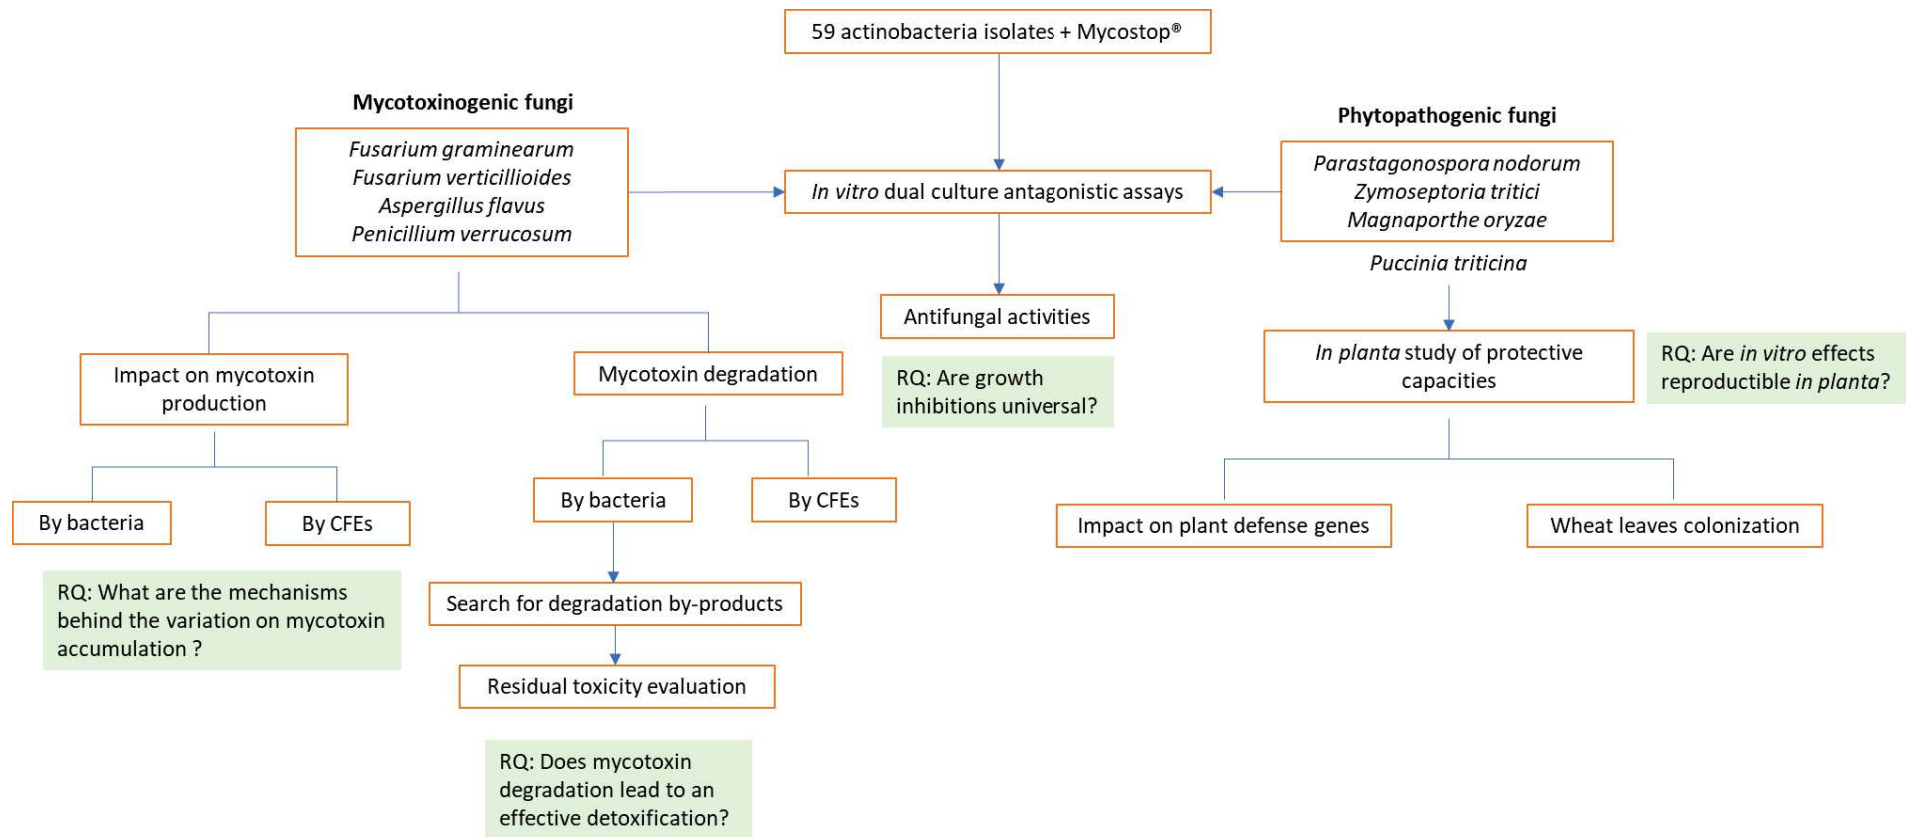 59 actinobacteria isolates + Mycostop®
Mycotoxinogenic fungi
Fusarium graminearum
Fusarium verticillioides
Aspergillus flavus
Penicillium verrucosum
In vitro dual culture antagonistic assays
Phytopathogenic fungi
Parastagonospora nodorum
Zymoseptoria tritici
Magnaporthe oryzae
Puccinia triticina
Antifungal activities
RQ: Are growth
inhibitions universal?
In planta study of protective
capacities
RQ: Are in vitro effects
reproductible in planta?
Impact on mycotoxin
production
Mycotoxin degradation
By bacteria
By CFEs
By bacteria
By CFEs
Impact on plant defense genes
Wheat leaves colonization
RQ: What are the mechanisms
behind the variation on mycotoxin
accumulation ?
Search for degradation by-products
Residual toxicity evaluation
RQ: Does mycotoxin
degradation lead to an
effective detoxification?